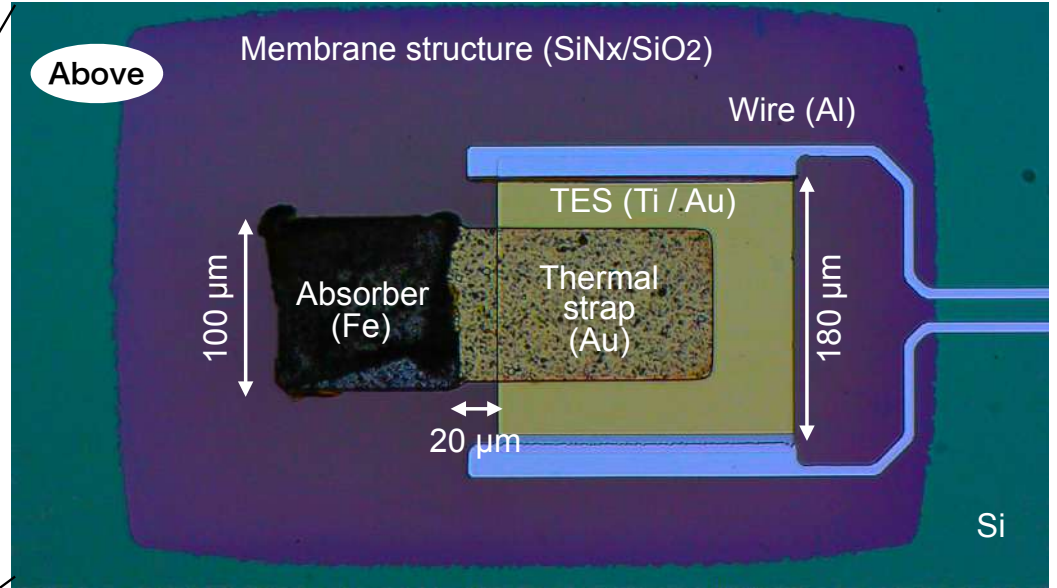 Above
Membrane structure (SiNx/SiO2)
Wire (Al)
TES (Ti / Au)
100 µm
Absorber
(Fe)
Thermal
strap
(Au)
180 µm
20 µm
Si